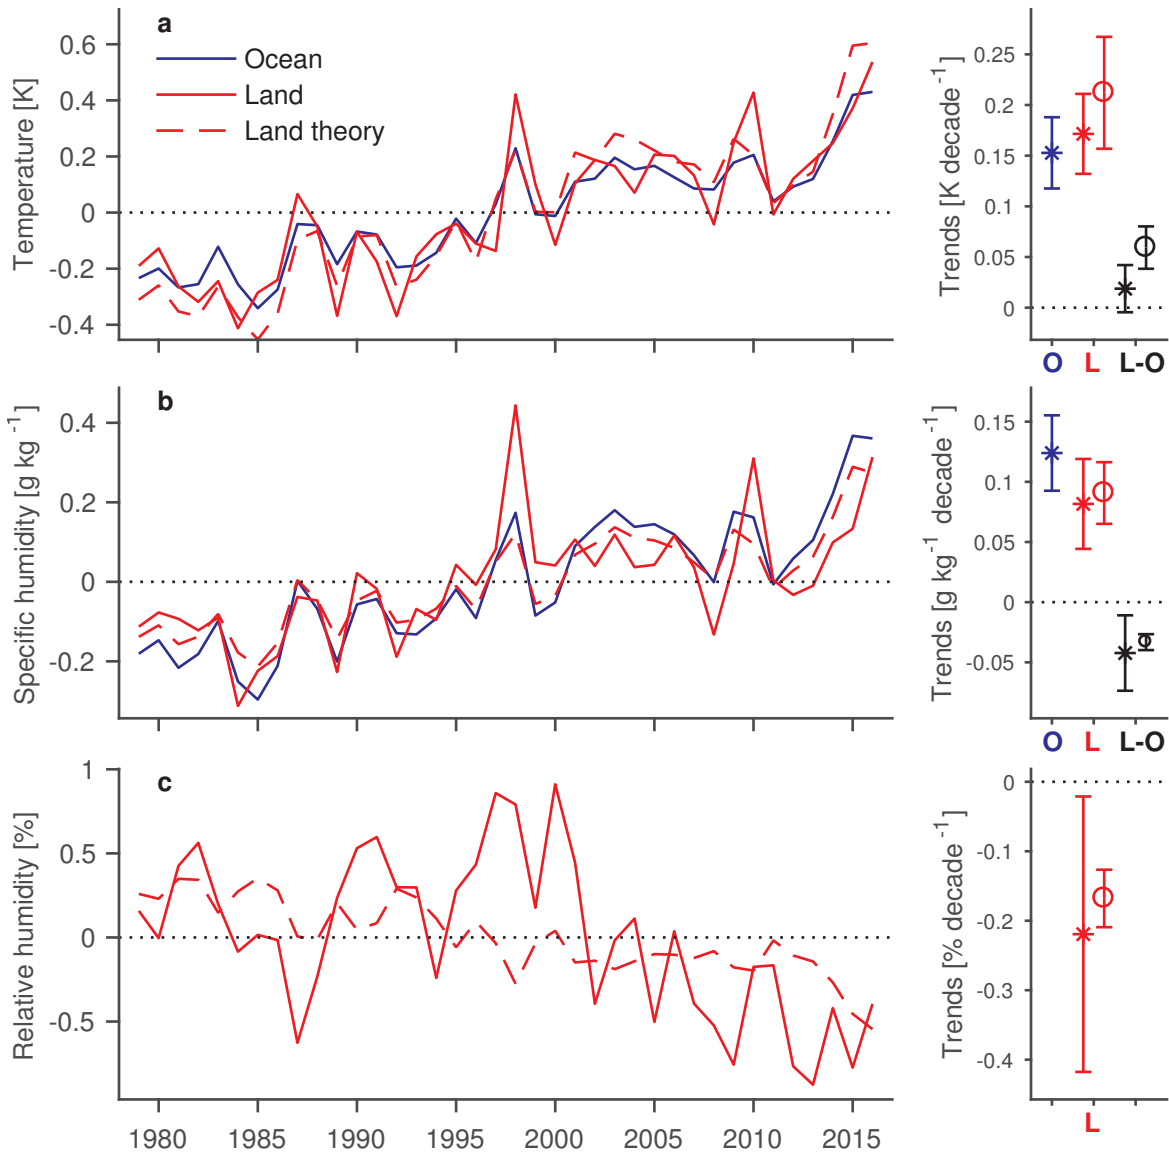 a
Ocean
Land
Land theory
Temperature [K]
0.6
0.4
0.2
0
-0.2
-0.4
Trends [K decade⁻¹]
0.25
0.2
0.15
0.1
0.05
0
O L L-O
b
Specific humidity [g kg⁻¹]
0.4
0.2
0
-0.2
Trends [g kg⁻¹ decade⁻¹]
0.15
0.1
0.05
0
-0.05
O L L-O
c
Relative humidity [%]
1
0.5
0
-0.5
1980 1985 1990 1995 2000 2005 2010 2015
Trends [% decade⁻¹]
0
-0.1
-0.2
-0.3
-0.4
L